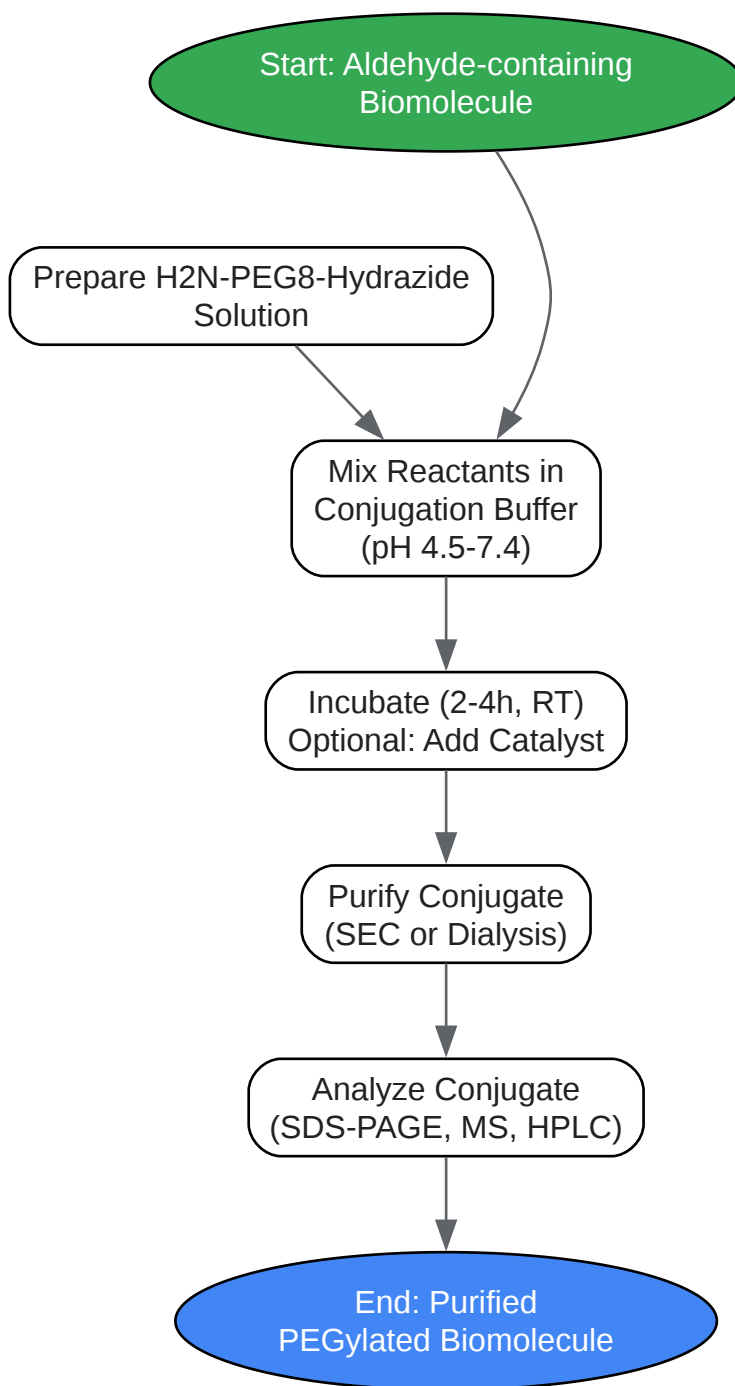 Start: Aldehyde-containing
Biomolecule
Prepare H2N-PEG8-Hydrazide
Solution
Mix Reactants in
Conjugation Buffer
(pH 4.5-7.4)
Incubate (2-4h, RT)
Optional: Add Catalyst
Purify Conjugate
(SEC or Dialysis)
Analyze Conjugate
(SDS-PAGE, MS, HPLC)
End: Purified
PEGylated Biomolecule